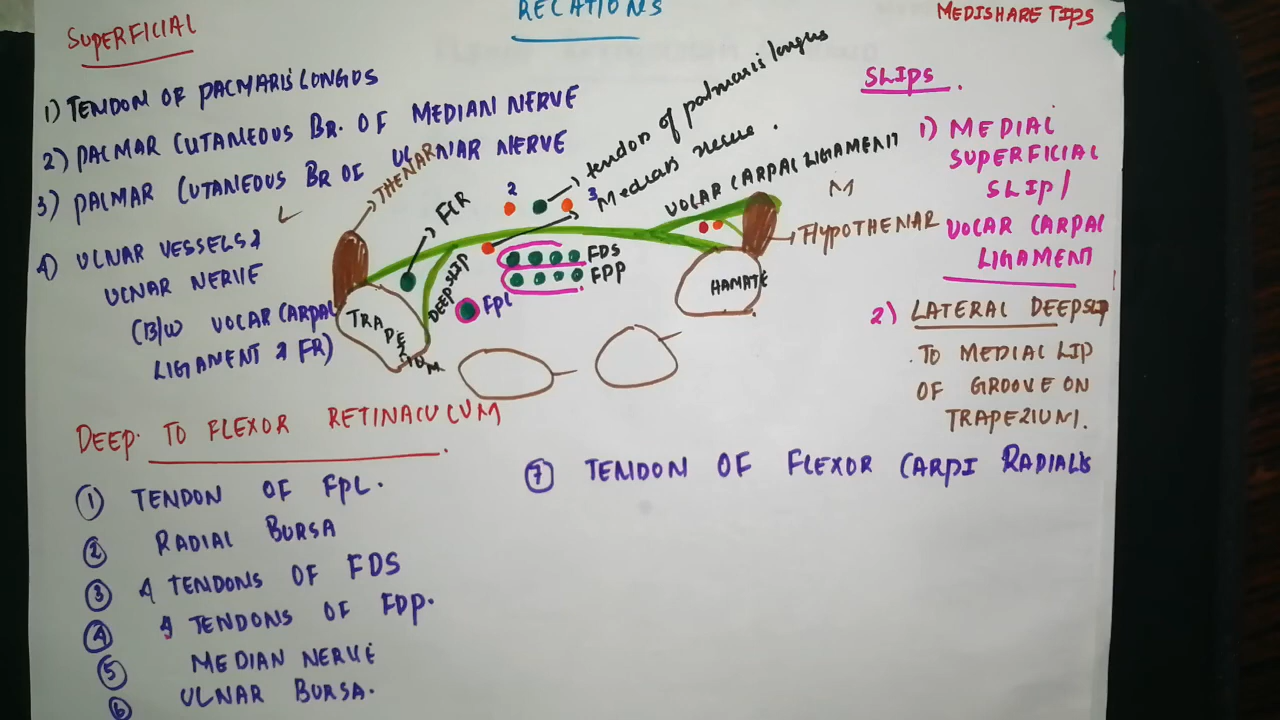 RELATIONS
MEDISHARE TIPS
SUPERFICIAL
1) TENDON OF PALMARIS LONGUS
2) PALMAR CUTANEOUS BR. OF MEDIAN NERVE
3) PALMAR CUTANEOUS BR OF ULNAR NERVE
4) ULNAR VESSELS &
ULNAR NERVE
(B/W VOLAR CARPAL
LIGAMENT & FR)
L
THENAR
FCR
2
3
tendon of palmaris longus
Median nerve.
VOLAR CARPAL LIGAMENT
M
HYPOTHENAR
DEEP SLIP
FDS
FDP
FPL
TRAPEZIUM
HAMATE
SLIPS.
1) MEDIAL
SUPERFICIAL
SLIP/
VOLAR CARPAL
LIGAMENT
2) LATERAL DEEP SLIP
TO MEDIAL LIP
OF GROOVE ON
TRAPEZIUM.
DEEP TO FLEXOR RETINACULUM
1 TENDON OF FPL.
2 RADIAL BURSA
3 4 TENDONS OF FDS
4 4 TENDONS OF FDP.
5 MEDIAN NERVE
6 ULNAR BURSA.
7 TENDON OF FLEXOR CARPI RADIALIS